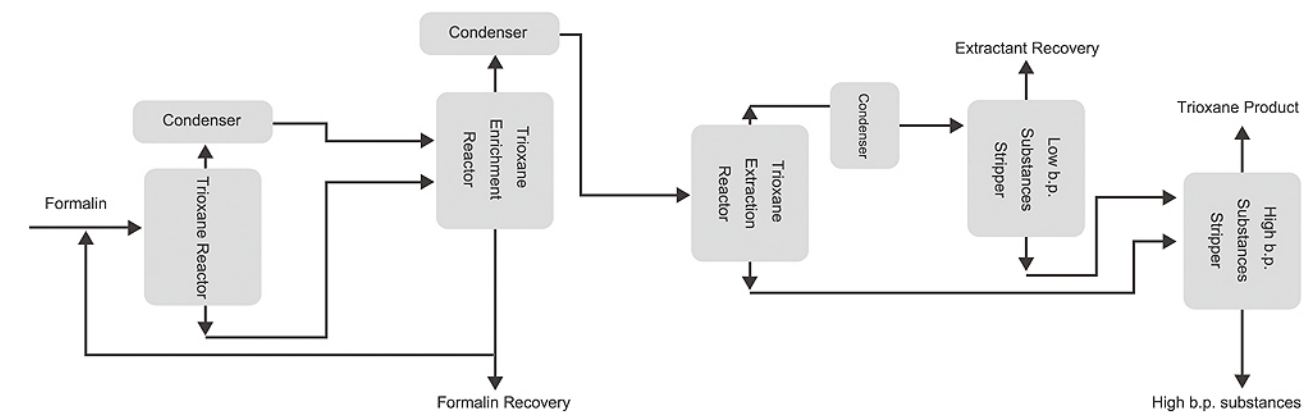 Condenser
Trioxane
Enrichment
Reactor
Condenser
Trioxane Reactor
Formalin
Formalin Recovery
Trioxane
Extraction
Reactor
Condenser
Extractant Recovery
Low b.p.
Substances
Stripper
Trioxane Product
High b.p.
Substances
Stripper
High b.p. substances